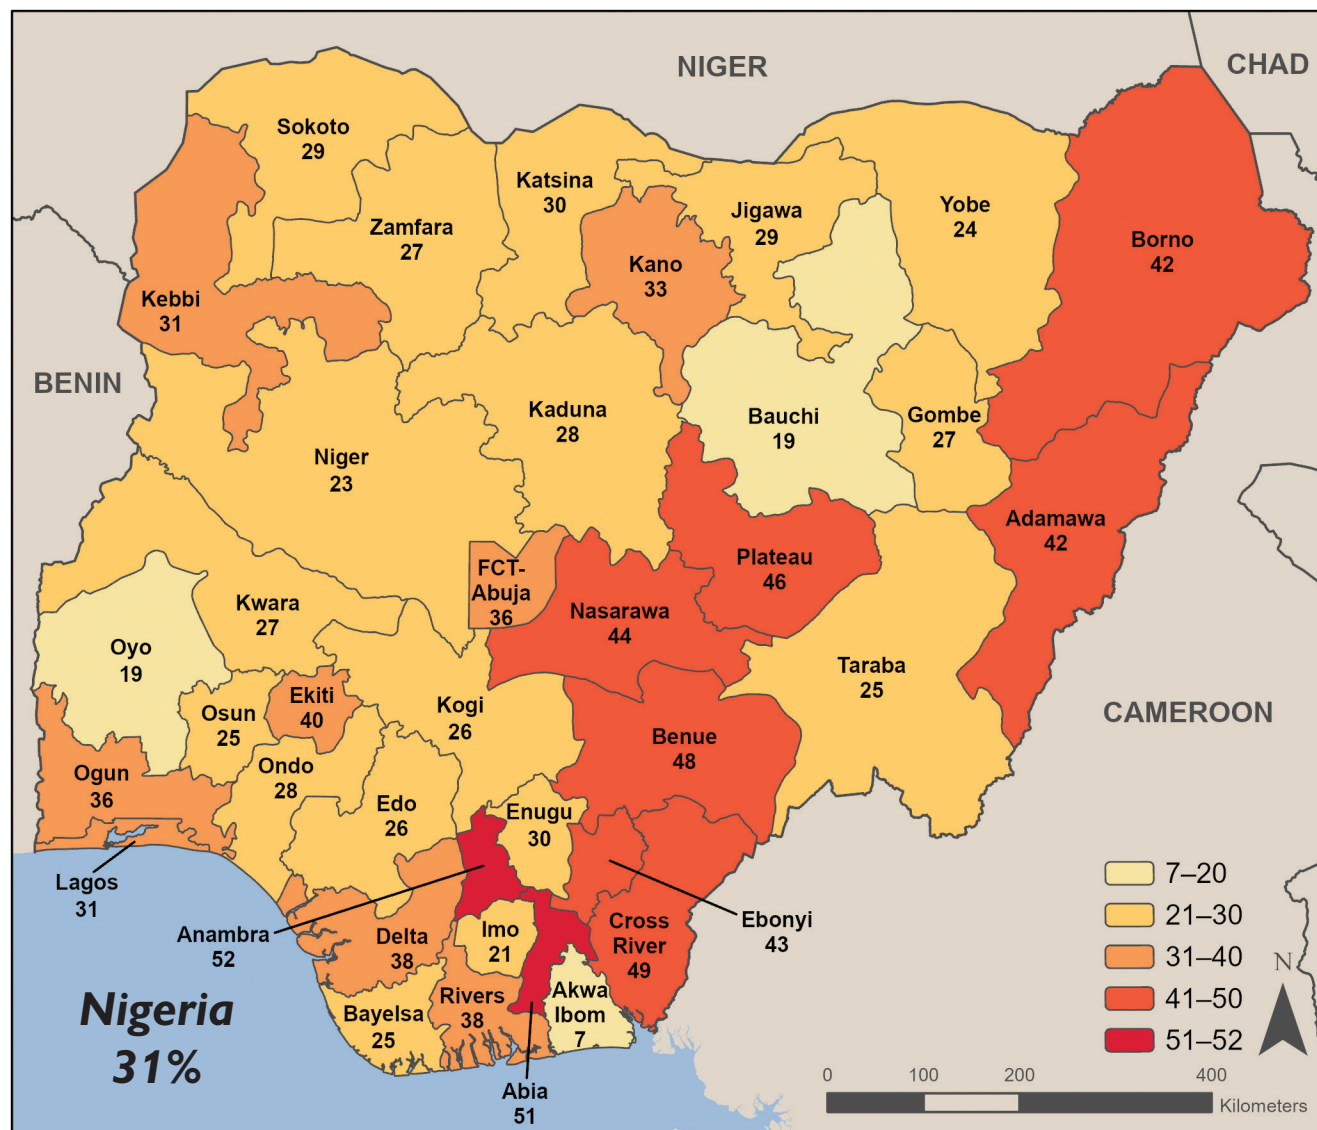 NIGER
CHAD
Sokoto
29
Katsina
30
Zamfara
27
Jigawa
29
Yobe
24
Borno
42
Kano
33
Kebbi
31
BENIN
Kaduna
28
Bauchi
19
Gombe
27
Niger
23
Adamawa
42
FCT-
Abuja
36
Plateau
46
Nasarawa
44
Kwara
27
Oyo
19
Taraba
25
Ekiti
40
Kogi
26
Osun
25
CAMEROON
Benue
48
Ogun
36
Ondo
28
Edo
26
Enugu
30
Lagos
31
Anambra
52
Delta
38
Imo
21
Cross
River
49
Ebonyi
43
Bayelsa
25
Rivers
38
Akwa
Ibom
7
Abia
51
Nigeria
31%
7–20
21–30
31–40
41–50
51–52
N
0 100 200 400
Kilometers